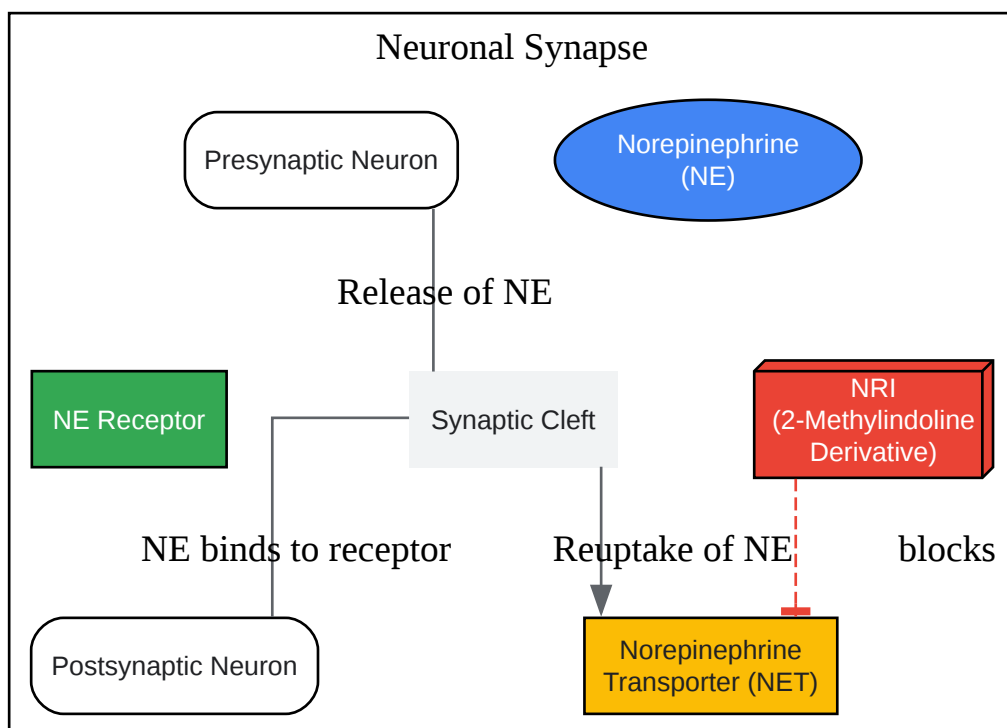 Neuronal Synapse
Presynaptic Neuron
Norepinephrine
(NE)
Release of NE
NE Receptor
Synaptic Cleft
NRI
(2-Methylindoline
Derivative)
NE binds to receptor
Reuptake of NE
blocks
Postsynaptic Neuron
Norepinephrine
Transporter (NET)